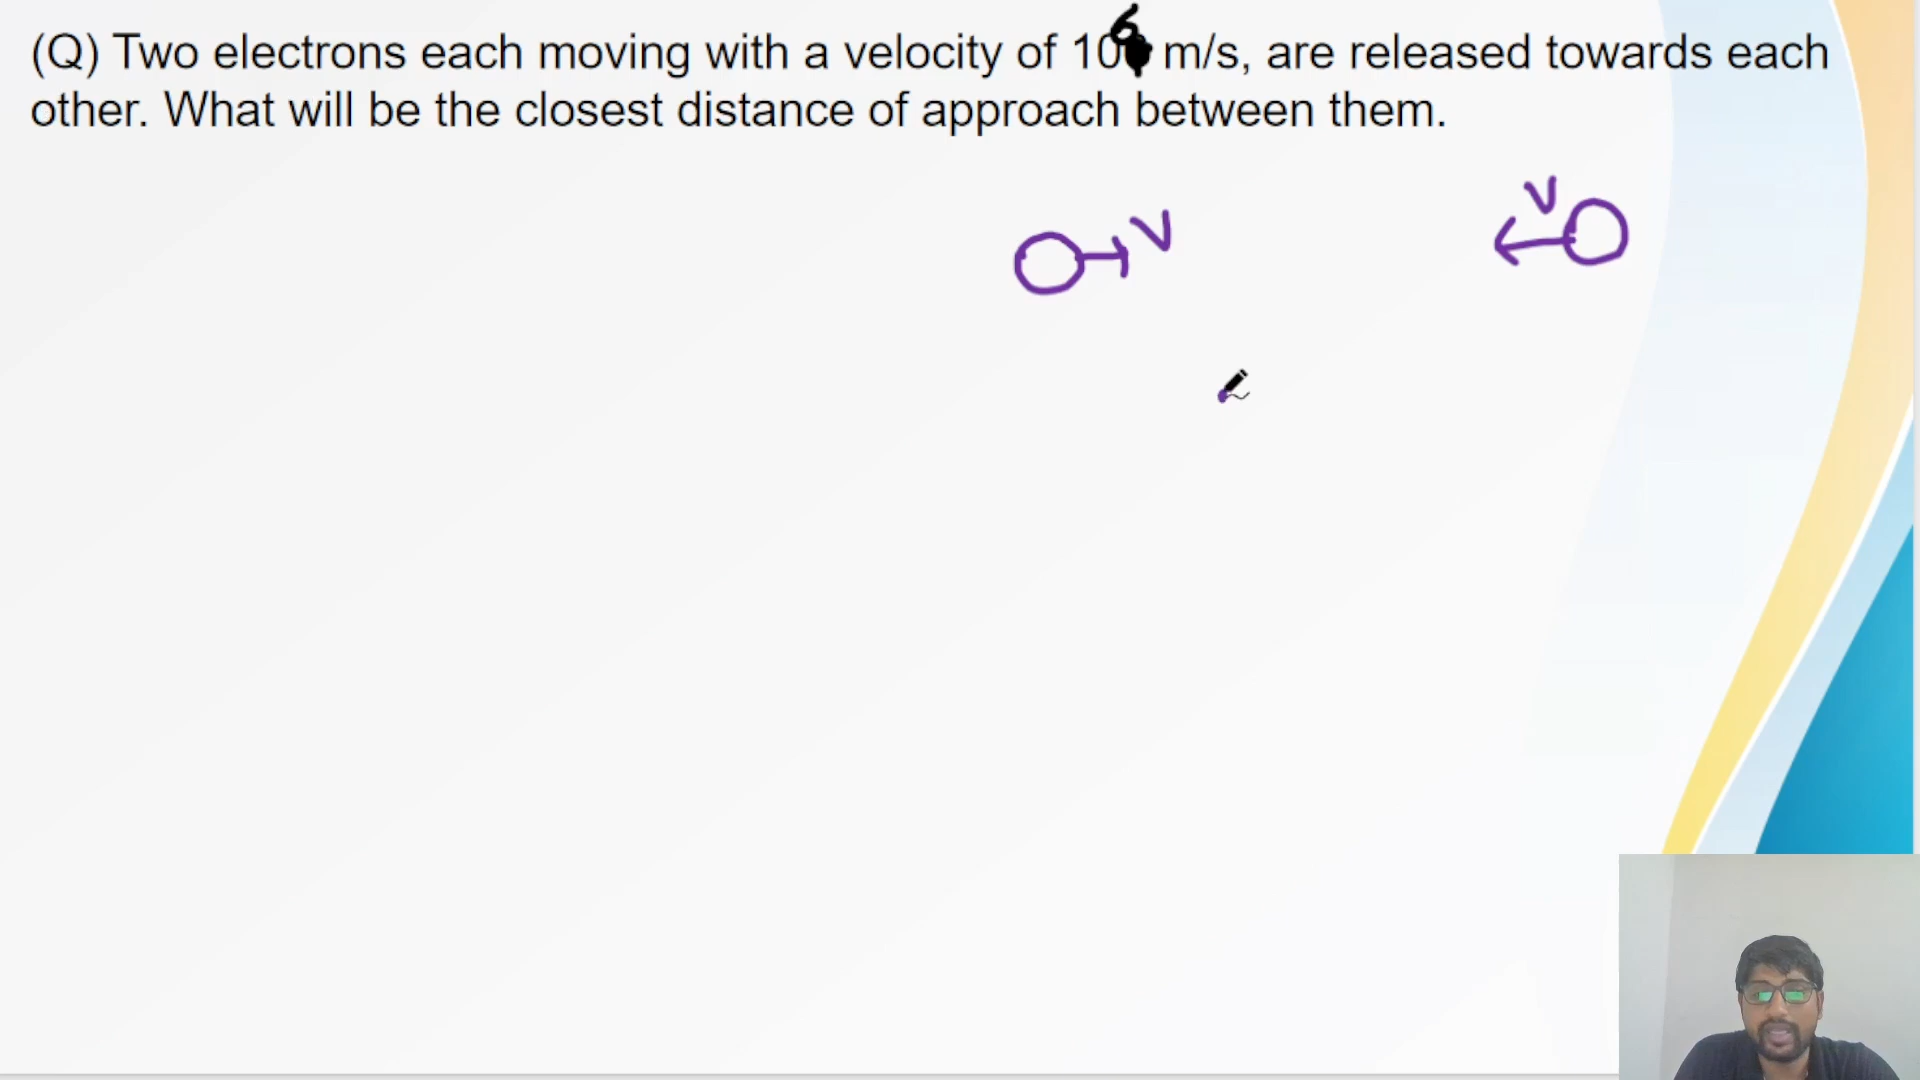 (Q) Two electrons each moving with a velocity of 10⁶ m/s, are released towards each
other. What will be the closest distance of approach between them.
V
V